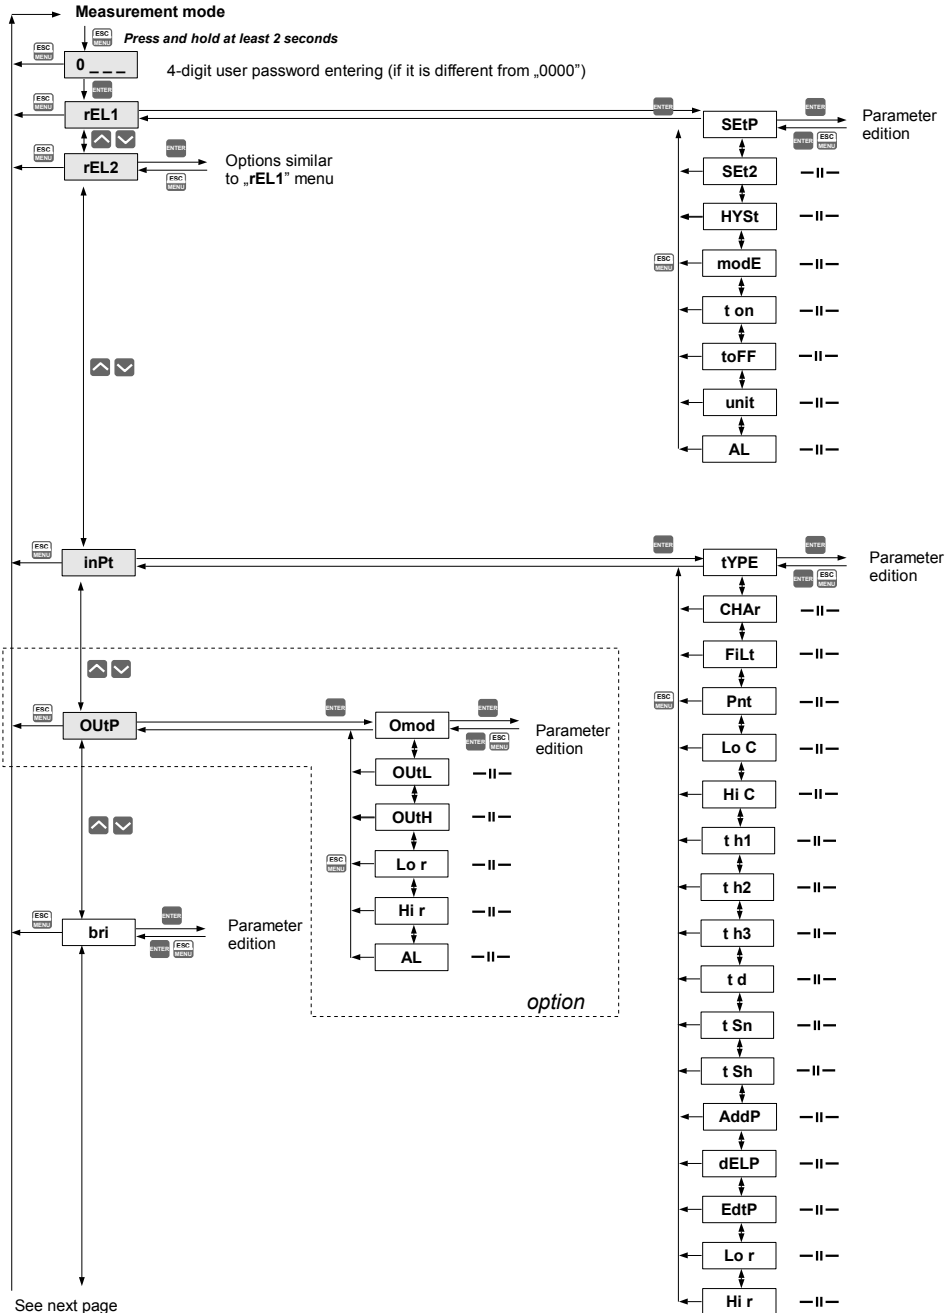 Measurement mode
ESC
MENU
Press and hold at least 2 seconds
ESC
MENU
0 _ _ _
4-digit user password entering (if it is different from „0000”)
ENTER
ESC
MENU
rEL1
ENTER
SEtP
ENTER
ENTER
ESC
MENU
Parameter
edition
ESC
MENU
rEL2
ENTER
ESC
MENU
Options similar
to „rEL1” menu
SEt2
—II—
HYSt
—II—
ESC
MENU
modE
—II—
t on
—II—
toFF
—II—
unit
—II—
AL
—II—
ESC
MENU
inPt
ENTER
tYPE
ENTER
ENTER
ESC
MENU
Parameter
edition
CHAr
—II—
FiLt
—II—
ESC
MENU
Pnt
—II—
Lo C
—II—
Hi C
—II—
t h1
—II—
t h2
—II—
t h3
—II—
t d
—II—
t Sn
—II—
t Sh
—II—
AddP
—II—
dELP
—II—
EdtP
—II—
Lo r
—II—
Hi r
—II—
ESC
MENU
OUtP
ENTER
Omod
ENTER
ENTER
ESC
MENU
Parameter
edition
OUtL
—II—
OUtH
—II—
ESC
MENU
Lo r
—II—
Hi r
—II—
AL
—II—
option
ESC
MENU
bri
ENTER
ENTER
ESC
MENU
Parameter
edition
See next page